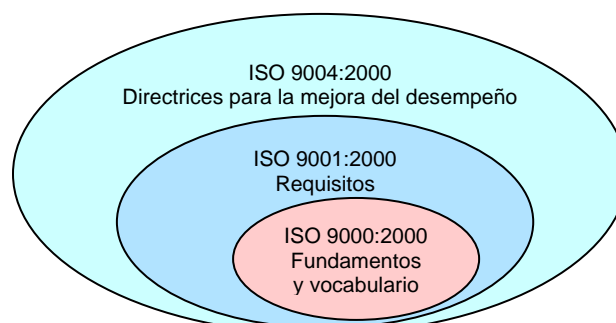 ISO 9004:2000
Directrices para la mejora del desempeño
ISO 9001:2000
Requisitos
ISO 9000:2000
Fundamentos
y vocabulario